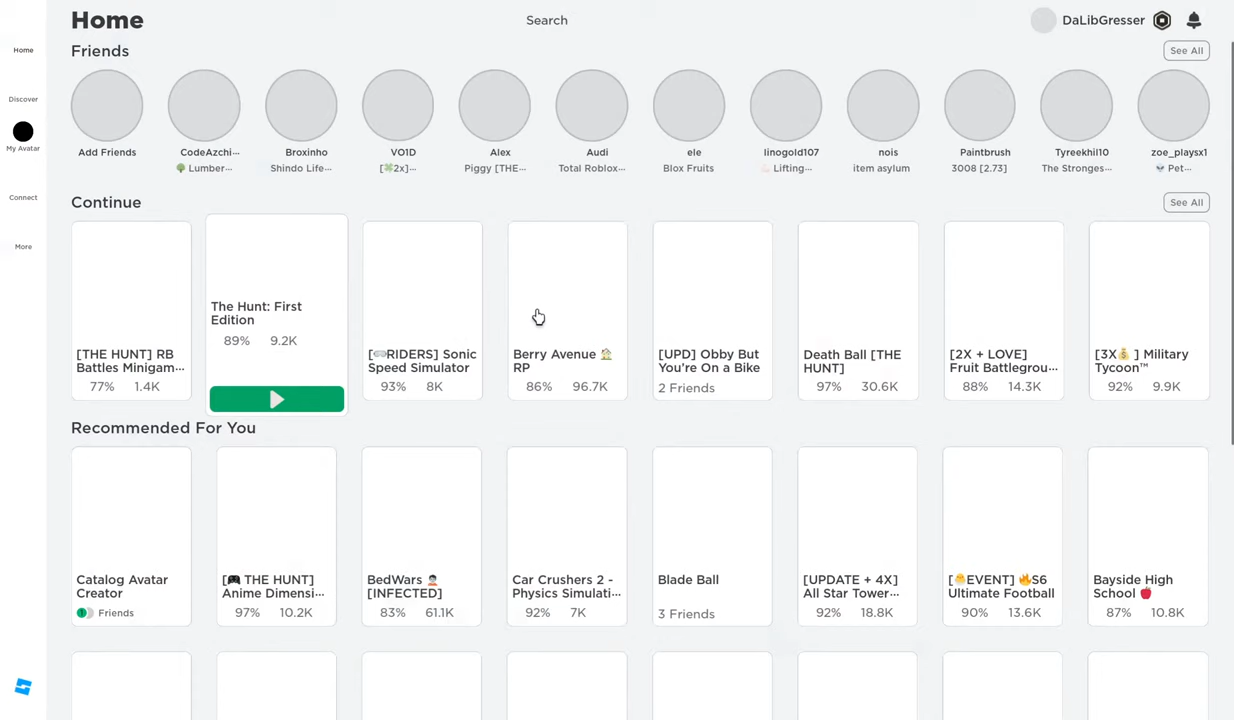 Home
Search
DaLibGresser
Home
Discover
My Avatar
Connect
More
Friends
See All
Add Friends
CodeAzchi···
🌳 Lumber···
Broxinho
Shindo Life···
VO1D
[🍀2x]···
Alex
Piggy [THE···
Audi
Total Roblox···
ele
Blox Fruits
linogold107
💪🏻 Lifting···
nois
item asylum
Paintbrush
3008 [2.73]
Tyreekhil10
The Stronges···
zoe_playsx1
💀 Pet···
Continue
See All
[THE HUNT] RB
Battles Minigam···
77% 1.4K
The Hunt: First
Edition
89% 9.2K
[RIDERS] Sonic
Speed Simulator
93% 8K
Berry Avenue 🏠
RP
86% 96.7K
[UPD] Obby But
You're On a Bike
2 Friends
Death Ball [THE
HUNT]
97% 30.6K
[2X + LOVE]
Fruit Battlegrou···
88% 14.3K
[3X💰 ] Military
Tycoon™
92% 9.9K
Recommended For You
Catalog Avatar
Creator
Friends
[🎮 THE HUNT]
Anime Dimensi···
97% 10.2K
BedWars
[INFECTED]
83% 61.1K
Car Crushers 2 -
Physics Simulati···
92% 7K
Blade Ball
3 Friends
[UPDATE + 4X]
All Star Tower···
92% 18.8K
[🐣EVENT] 🔥S6
Ultimate Football
90% 13.6K
Bayside High
School 🍎
87% 10.8K